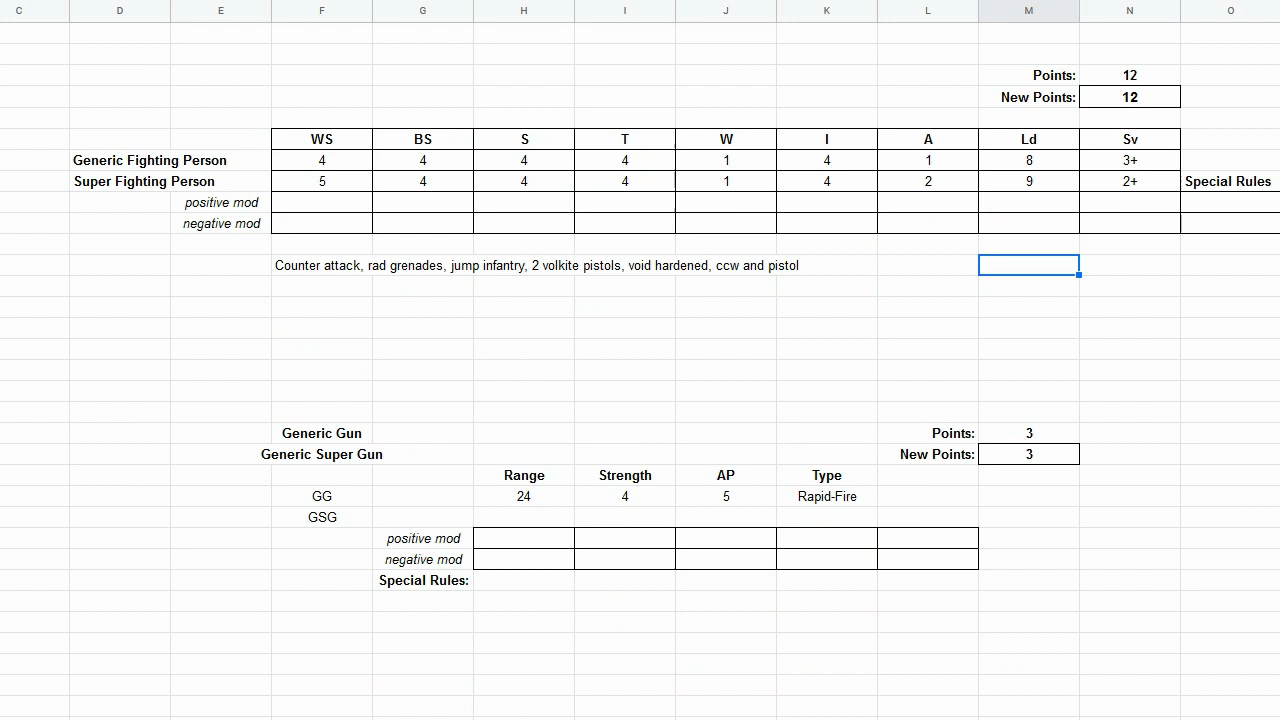 C D E F G H I J K L M N O
Points: 12
New Points: 12
WS BS S T W I A Ld Sv
Generic Fighting Person 4 4 4 4 1 4 1 8 3+
Super Fighting Person 5 4 4 4 1 4 2 9 2+ Special Rules
positive mod
negative mod
Counter attack, rad grenades, jump infantry, 2 volkite pistols, void hardened, ccw and pistol
Generic Gun Points: 3
Generic Super Gun New Points: 3
Range Strength AP Type
GG 24 4 5 Rapid-Fire
GSG
positive mod
negative mod
Special Rules: